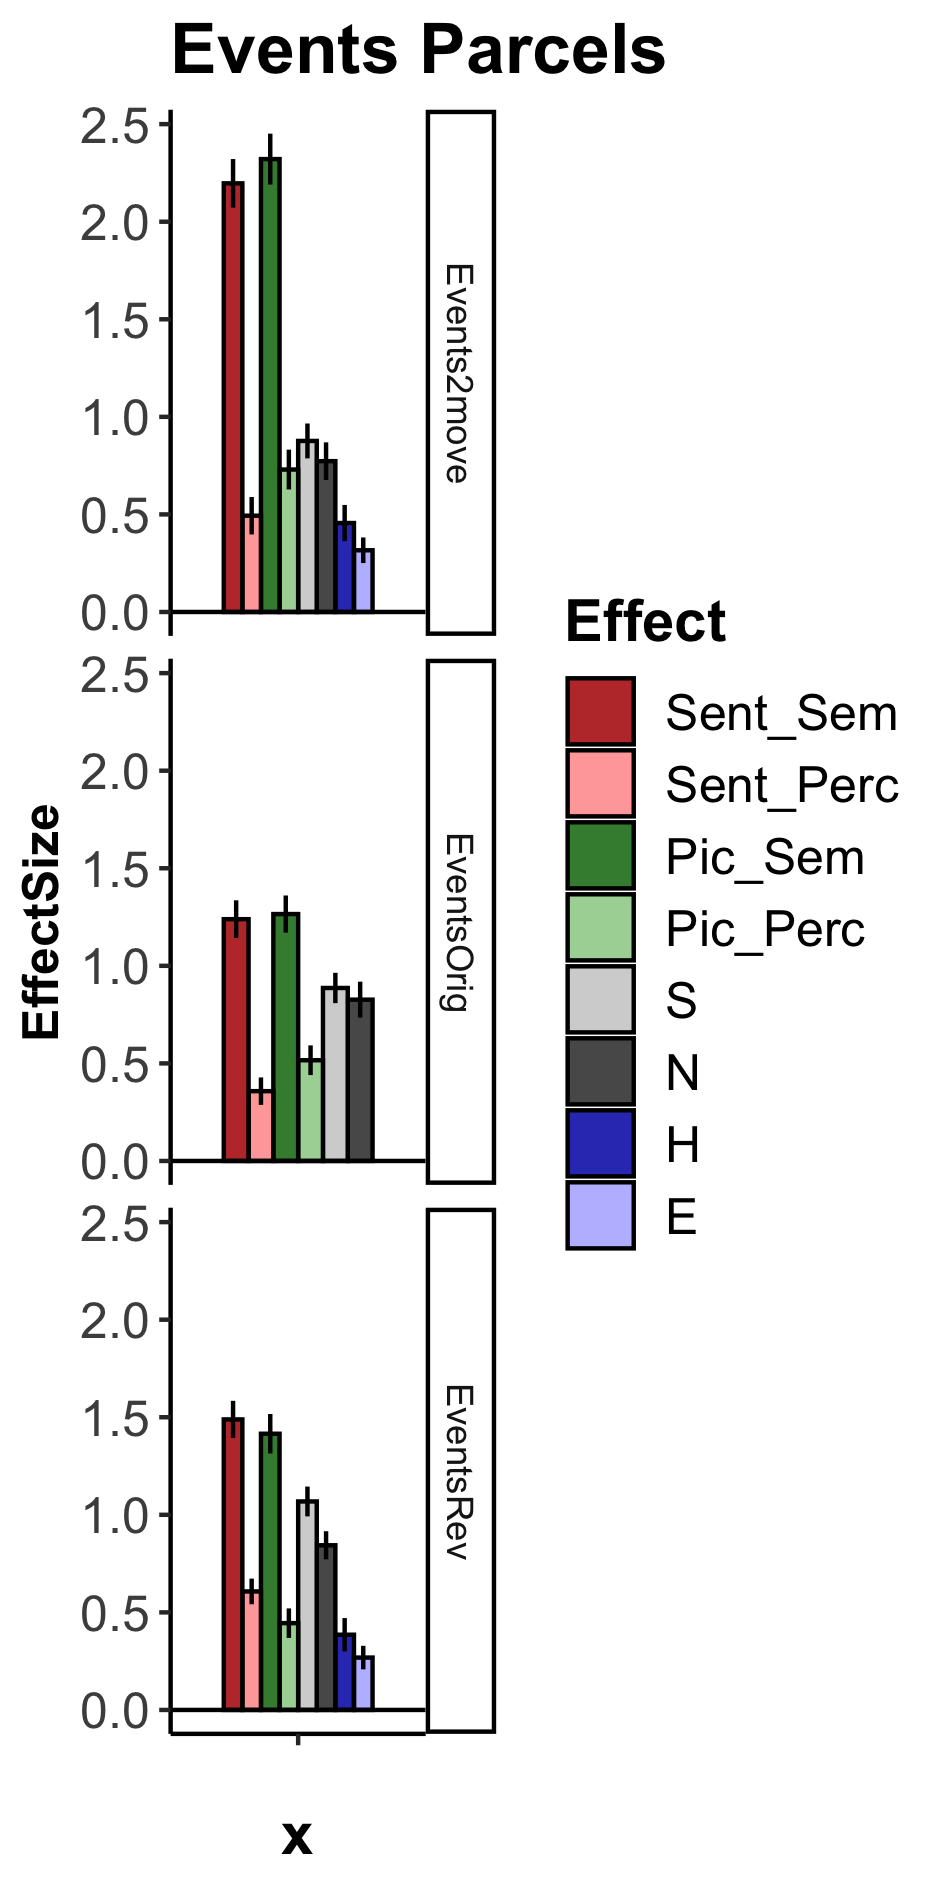 Events Parcels
2.5
2.0
1.5
1.0
0.5
0.0
Events2move
2.5
2.0
1.5
1.0
0.5
0.0
EventsOrig
2.5
2.0
1.5
1.0
0.5
0.0
EventsRev
EffectSize
x
Effect
Sent_Sem
Sent_Perc
Pic_Sem
Pic_Perc
S
N
H
E